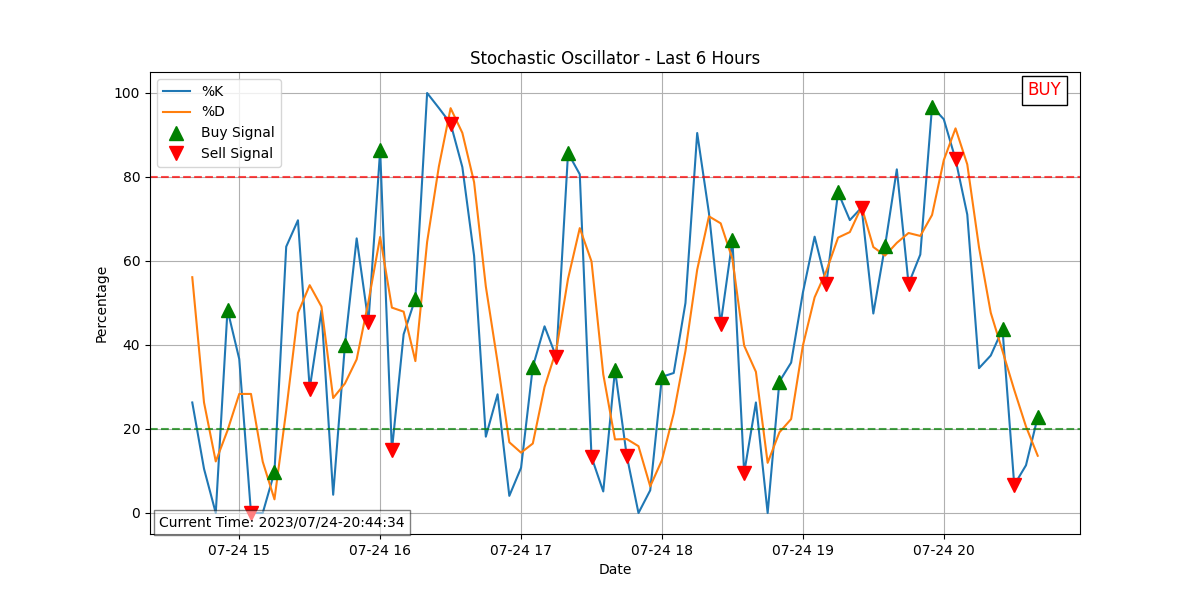 Stochastic Oscillator - Last 6 Hours
%K
%D
Buy Signal
Sell Signal
BUY
100
80
60
40
20
0
Percentage
Current Time: 2023/07/24-20:44:34
07-24 15
07-24 16
07-24 17
07-24 18
07-24 19
07-24 20
Date